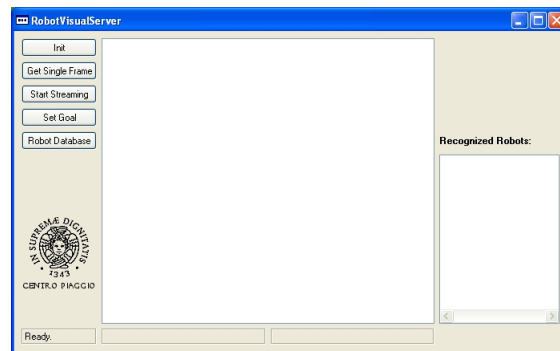 RobotVisualServer
Init
Get Single Frame
Start Streaming
Set Goal
Robot Database
Recognized Robots:
IN SUPREMÆ DIGNITATIS
1343
CENTRO PIAGGIO
Ready.